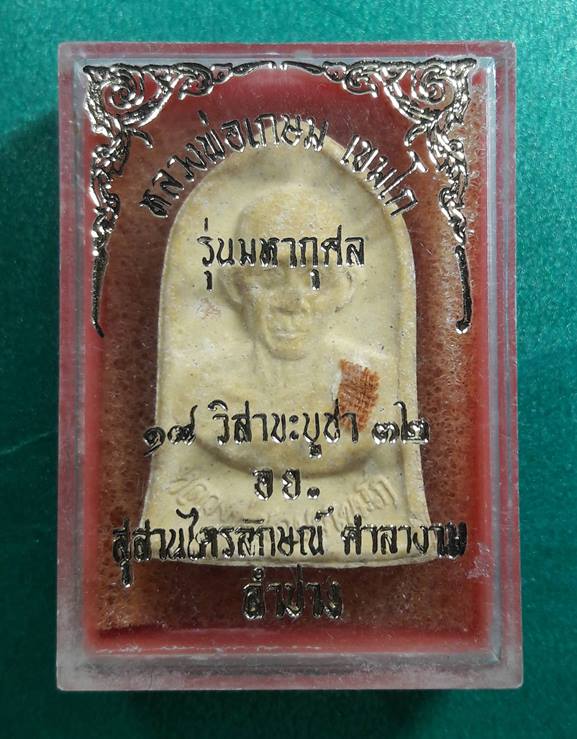 หลวงพ่อเกษม เขมโก
รุ่นมหากุศล
๑๗ วิสาขะบูชา ๓๒
อ ย.
สุสานไตรลักษณ์ ศาลางาม
ลำปาง